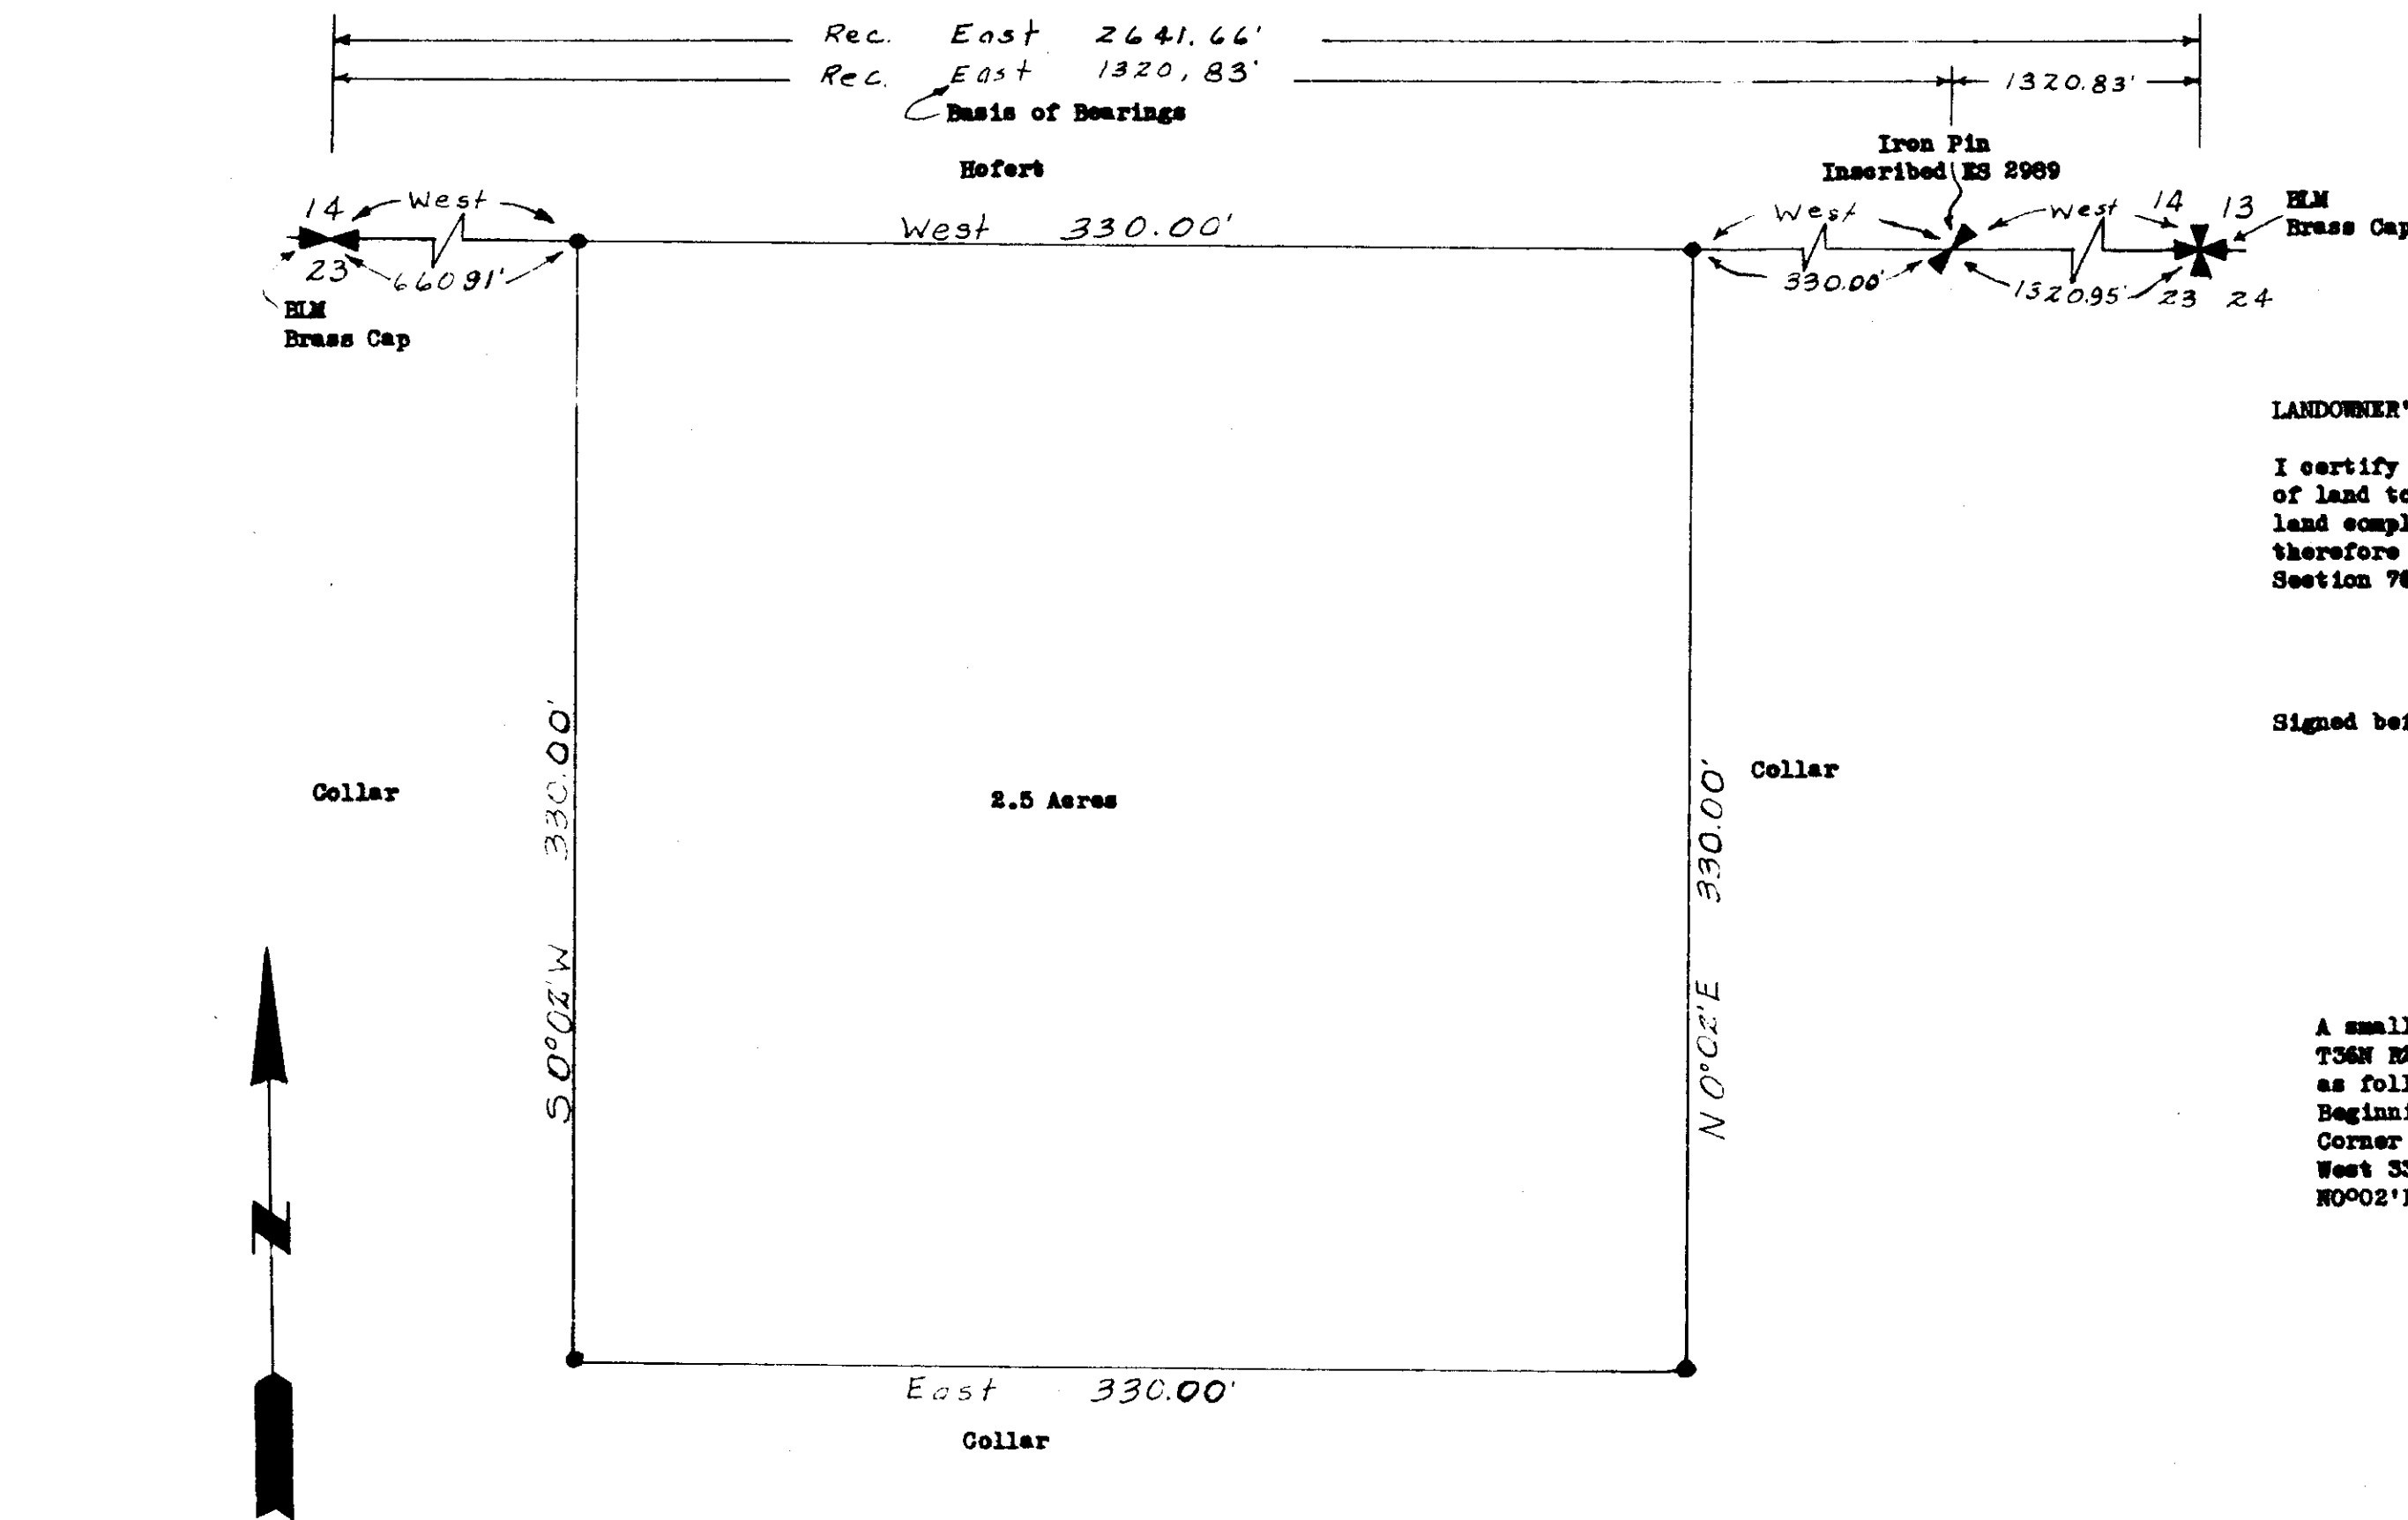 Rec. East 2641.66'
Rec. East 1320,83'
1320.83'
Basis of Bearings
Iron Pin
Inscribed ES 2989
Hofert
14
West
West 330.00'
West
West
14
13
BLM
Brass Cap
23
66091'
330.00'
1320.95'
23
24
BLM
Brass Cap
LANDOWNER'
I certify
of land to
land compl
therefore
Section 76
Signed bef
Collar
S 0°02'W 330.00'
2.5 Acres
N 0°02'E 330.00'
Collar
A small
T36N
as foll
Beginni
Corner
West 33
N0°02'E
N
East 330.00'
Collar